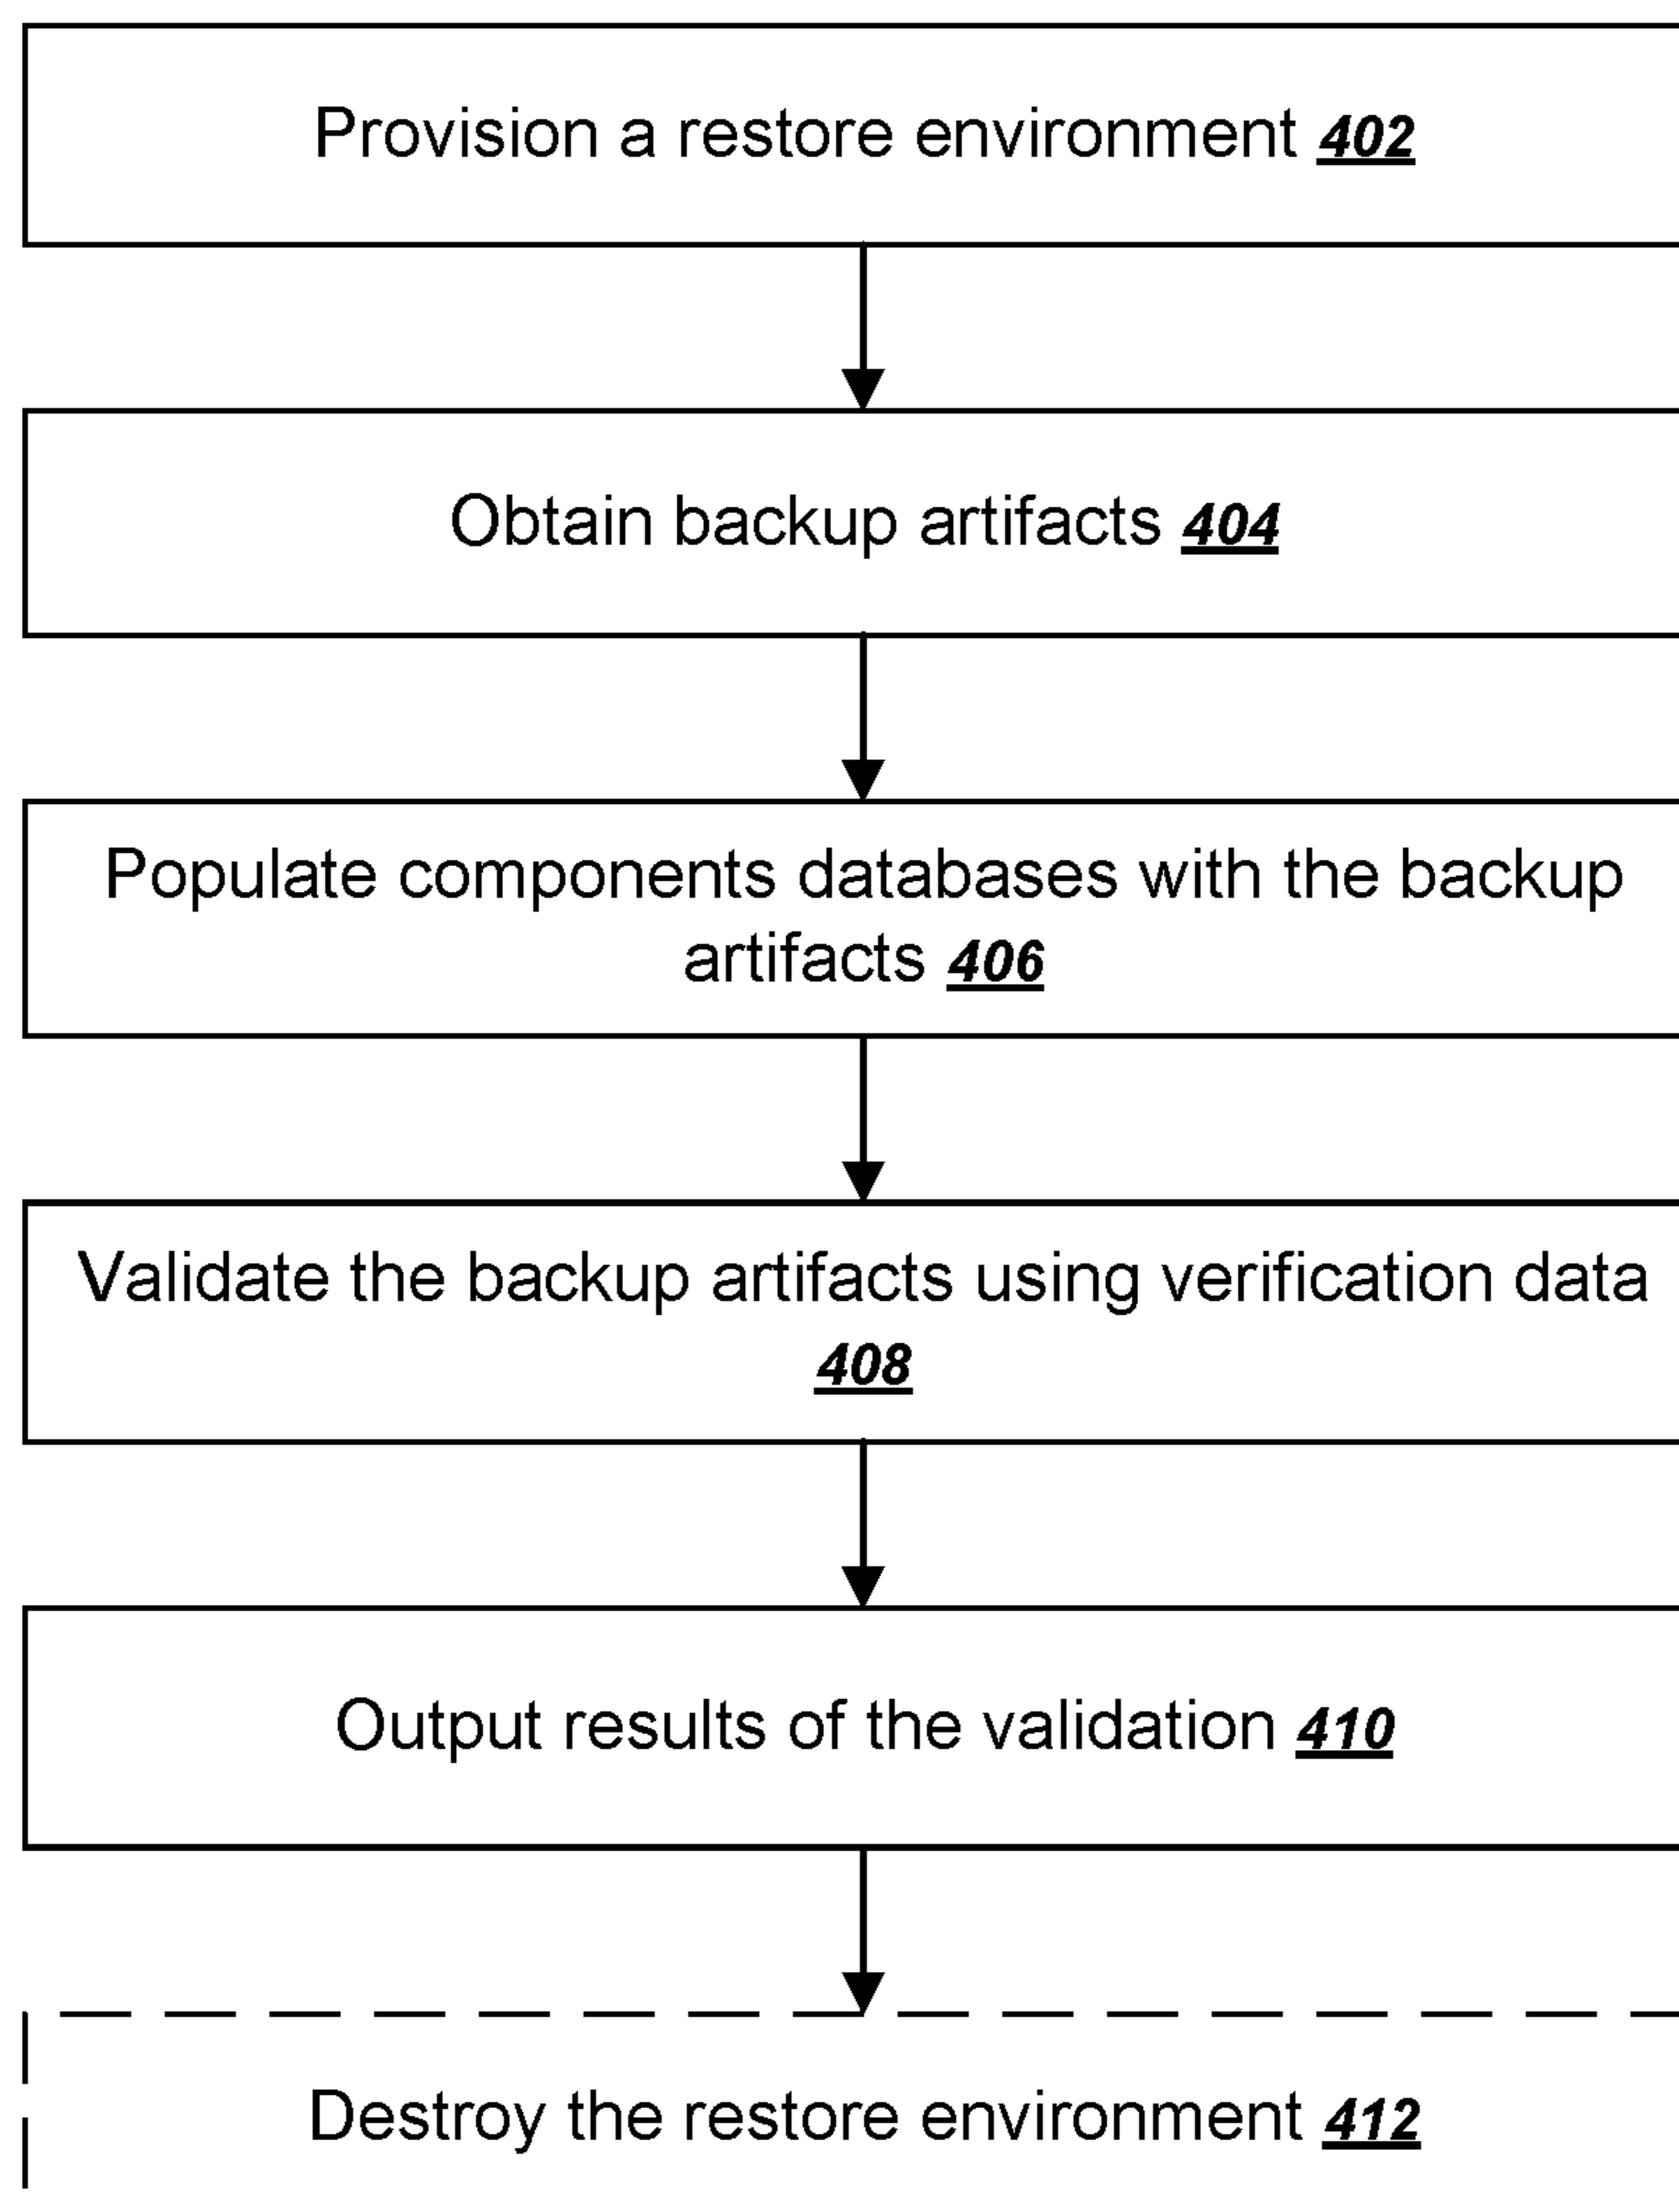 Provision a restore environment 402
Obtain backup artifacts 404
Populate components databases with the backup
artifacts 406
Validate the backup artifacts using verification data
408
Output results of the validation 410
Destroy the restore environment 412